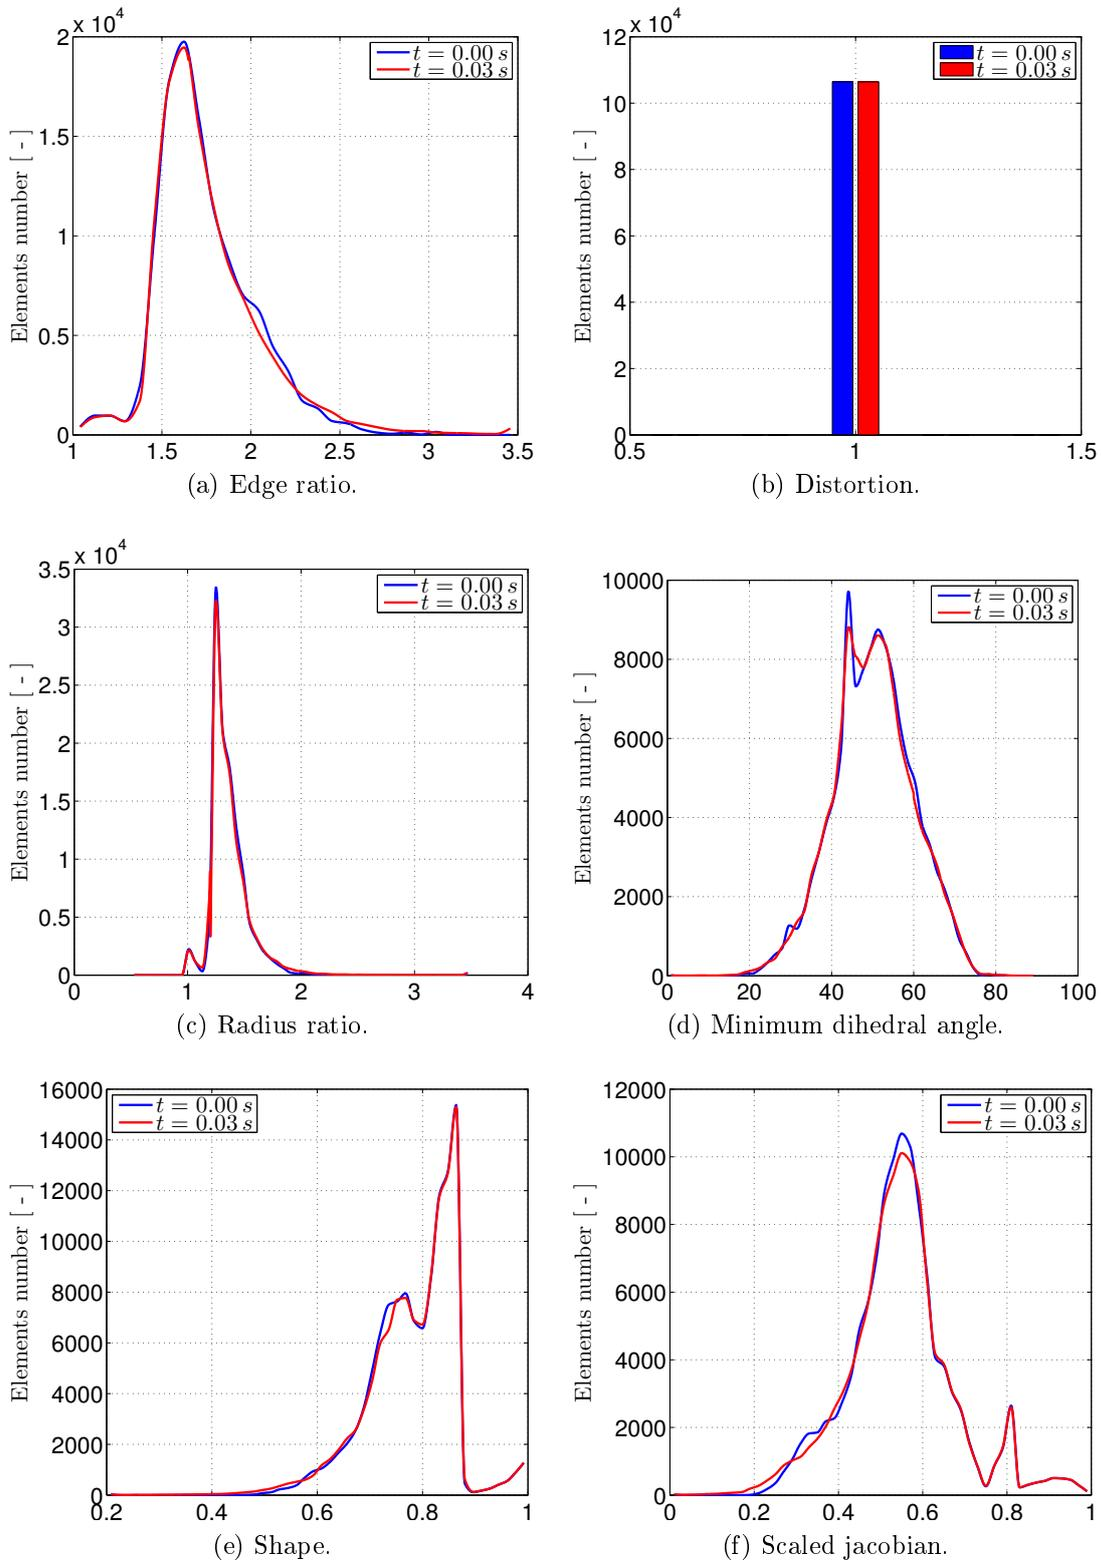 x 10^4
2
1.5
1
0.5
0
1 1.5 2 2.5 3 3.5
Elements number [ - ]
t = 0.00 s
t = 0.03 s
(a) Edge ratio.
x 10^4
12
10
8
6
4
2
0
0.5 1 1.5
Elements number [ - ]
t = 0.00 s
t = 0.03 s
(b) Distortion.
x 10^4
3.5
3
2.5
2
1.5
1
0.5
0
0 1 2 3 4
Elements number [ - ]
t = 0.00 s
t = 0.03 s
(c) Radius ratio.
10000
8000
6000
4000
2000
0
0 20 40 60 80 100
Elements number [ - ]
t = 0.00 s
t = 0.03 s
(d) Minimum dihedral angle.
16000
14000
12000
10000
8000
6000
4000
2000
0
0.2 0.4 0.6 0.8 1
Elements number [ - ]
t = 0.00 s
t = 0.03 s
(e) Shape.
12000
10000
8000
6000
4000
2000
0
0 0.2 0.4 0.6 0.8 1
Elements number [ - ]
t = 0.00 s
t = 0.03 s
(f) Scaled jacobian.